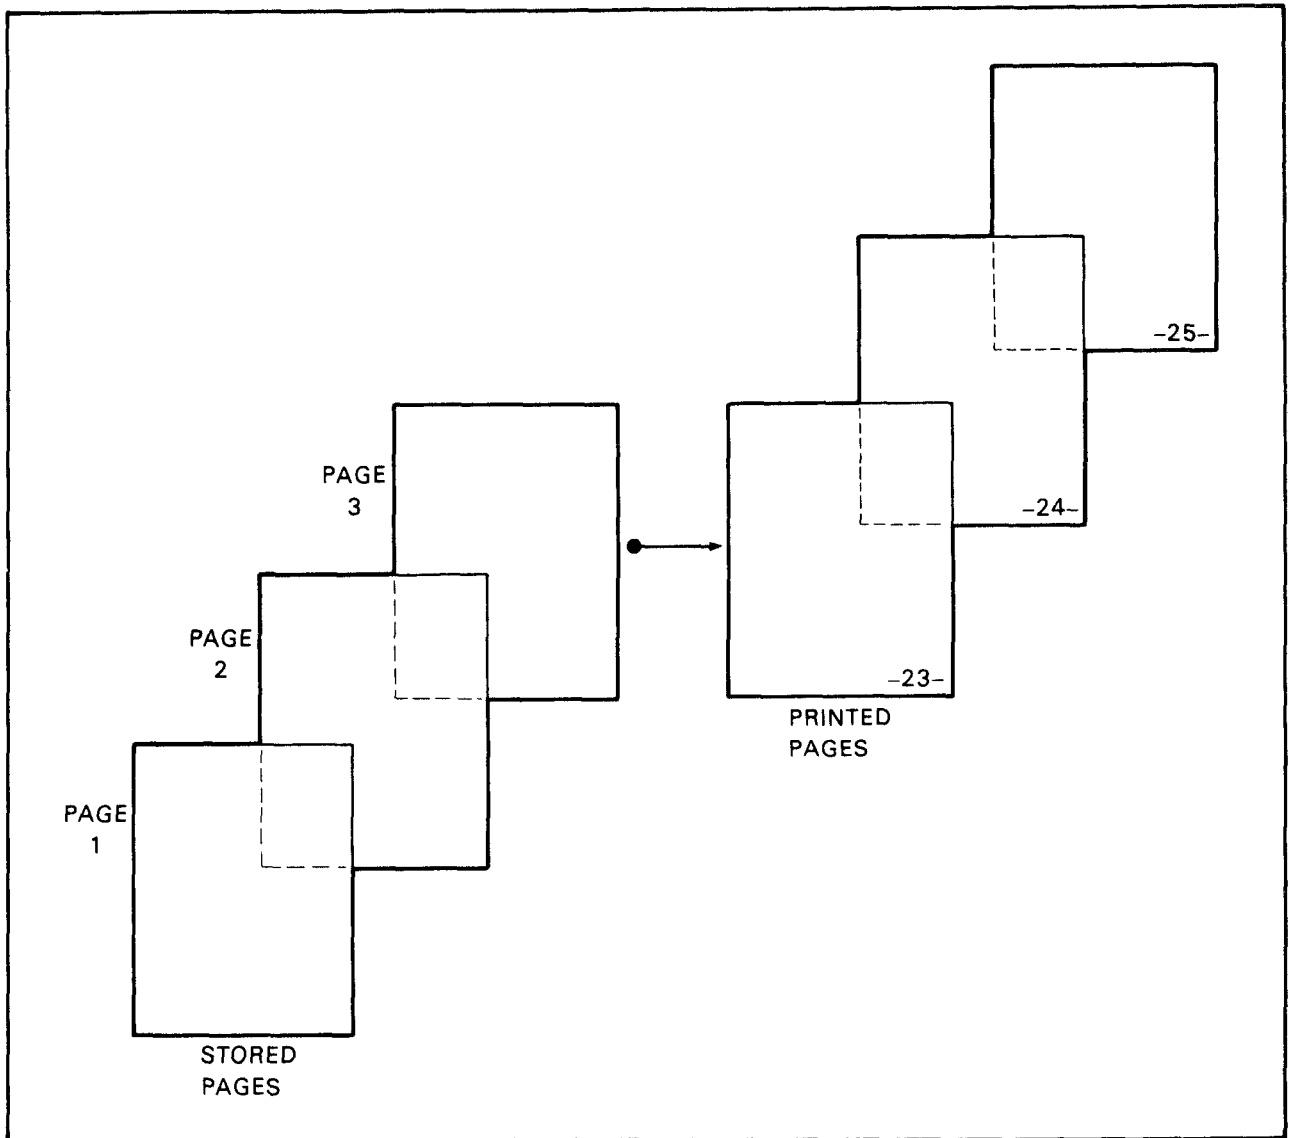 PAGE
1
PAGE
2
PAGE
3
STORED
PAGES
–23–
–24–
–25–
PRINTED
PAGES